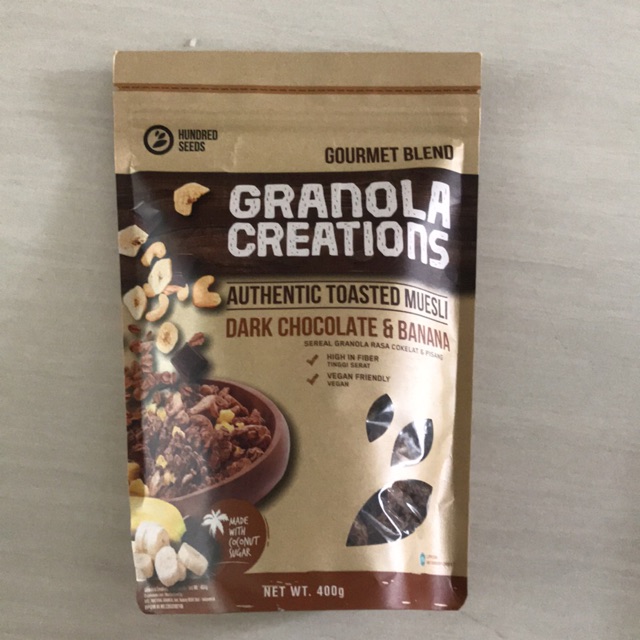 HUNDRED
SEEDS
GOURMET BLEND
GRANOLA
CREATIONS
AUTHENTIC TOASTED MUESLI
DARK CHOCOLATE & BANANA
SEREAL GRANOLA RASA COKELAT & PISANG
HIGH IN FIBER
TINGGI SERAT
VEGAN FRIENDLY
VEGAN
MADE
WITH
COCONUT
SUGAR
NET WT. 400g